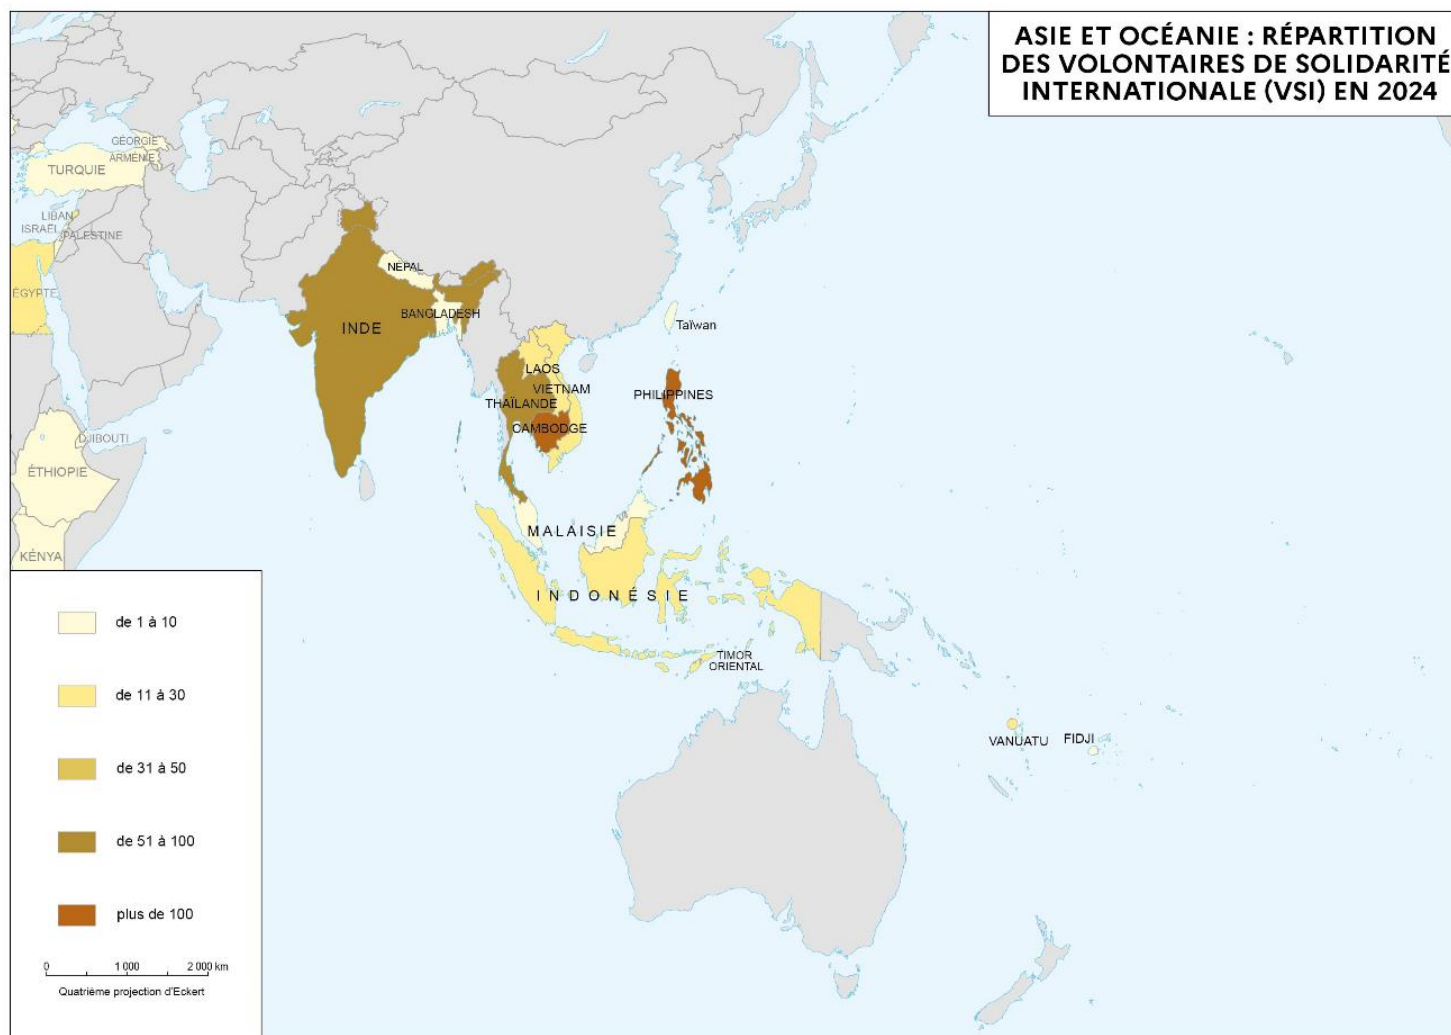 ASIE ET OCÉANIE : RÉPARTITION
DES VOLONTAIRES DE SOLIDARITÉ
INTERNATIONALE (VSI) EN 2024
GÉORGIE
ARMÉNIE
TURQUIE
LIBAN
ISRAËL
PALESTINE
ÉGYPTE
NÉPAL
BANGLADESH
INDE
Taïwan
LAOS
VIETNAM
THAÏLANDE
PHILIPPINES
CAMBODGE
DJIBOUTI
ÉTHIOPIE
MALAISIE
KÉNYA
INDONÉSIE
TIMOR
ORIENTAL
VANUATU
FIDJI
de 1 à 10
de 11 à 30
de 31 à 50
de 51 à 100
plus de 100
0 1 000 2 000 km
Quatrième projection d'Eckert